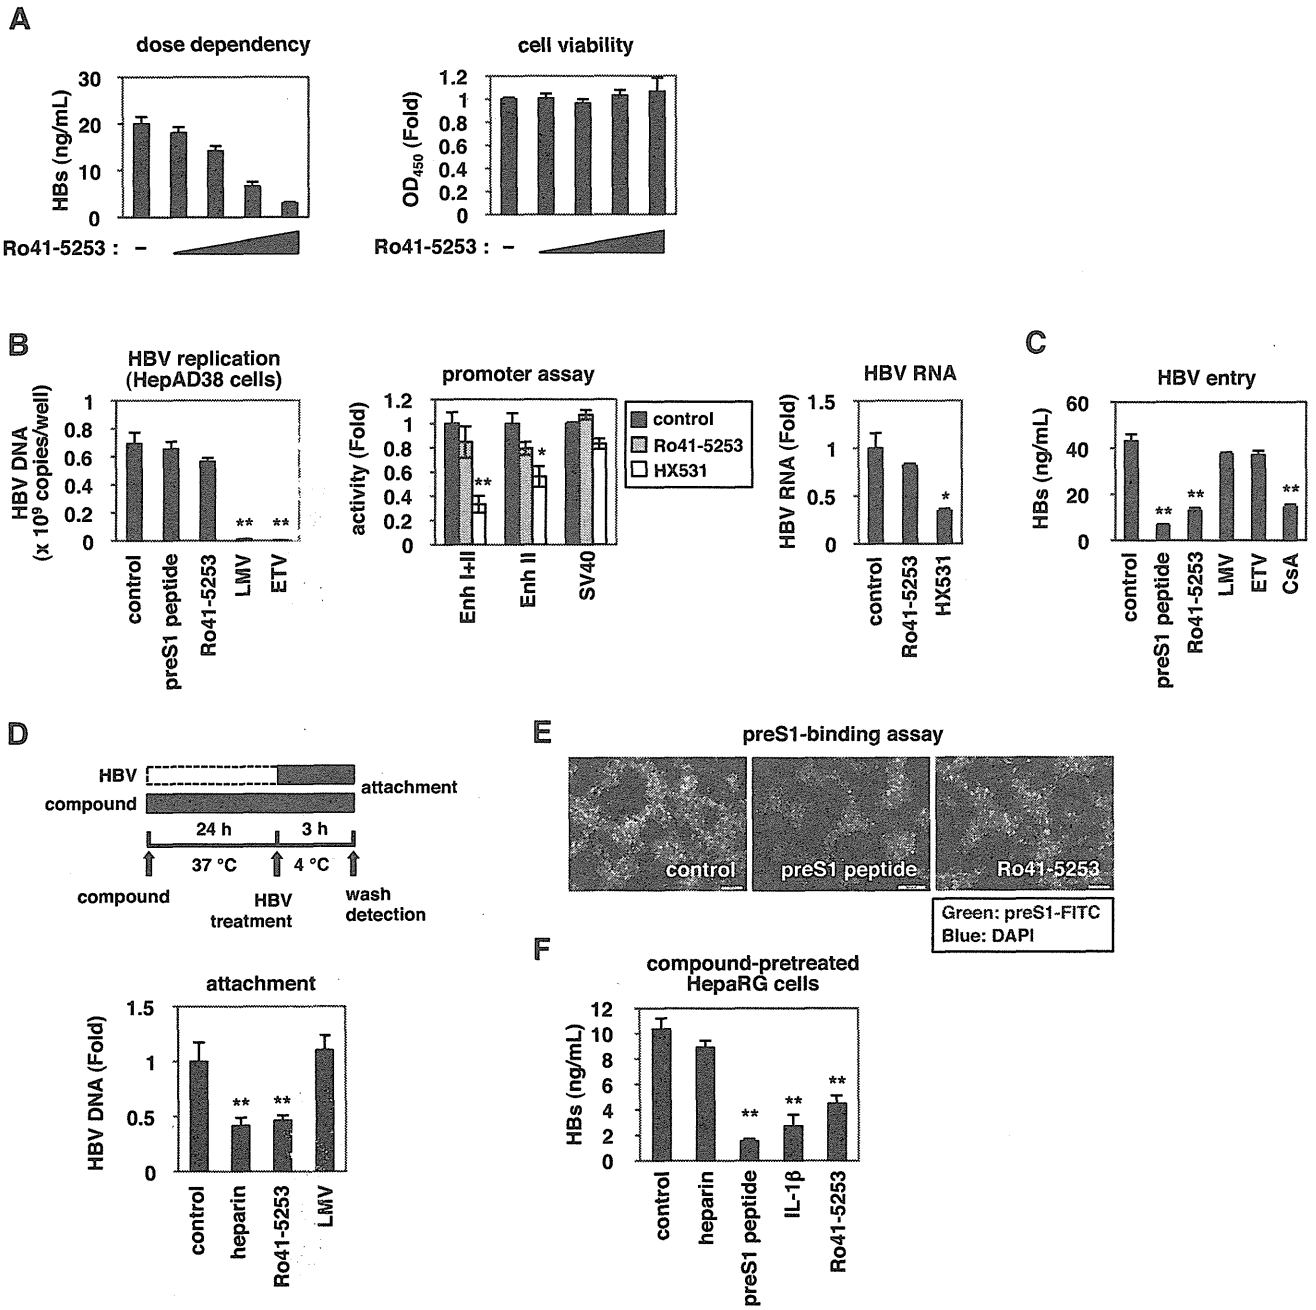 A
dose dependency
HBs (ng/mL)
30
20
10
0
Ro41-5253 : –
cell viability
OD450 (Fold)
1.2
1
0.8
0.6
0.4
0.2
0
Ro41-5253 : –
B
HBV replication
(HepAD38 cells)
HBV DNA
(x 10⁹ copies/well)
1
0.8
0.6
0.4
0.2
0
**
**
control
preS1 peptide
Ro41-5253
LMV
ETV
promoter assay
activity (Fold)
1.2
1
0.8
0.6
0.4
0.2
0
**
*
Enh I+II
Enh II
SV40
control
Ro41-5253
HX531
HBV RNA
HBV RNA (Fold)
1.5
1
0.5
0
*
control
Ro41-5253
HX531
C
HBV entry
HBs (ng/mL)
60
40
20
0
**
**
**
control
preS1 peptide
Ro41-5253
LMV
ETV
CsA
D
HBV
compound
attachment
24 h
3 h
37 °C
4 °C
compound
HBV
treatment
wash
detection
attachment
HBV DNA (Fold)
1.5
1
0.5
0
**
**
control
heparin
Ro41-5253
LMV
E
preS1-binding assay
control
preS1 peptide
Ro41-5253
Green: preS1-FITC
Blue: DAPI
F
compound-pretreated
HepaRG cells
HBs (ng/mL)
12
10
8
6
4
2
0
**
**
**
control
heparin
preS1 peptide
IL-1β
Ro41-5253